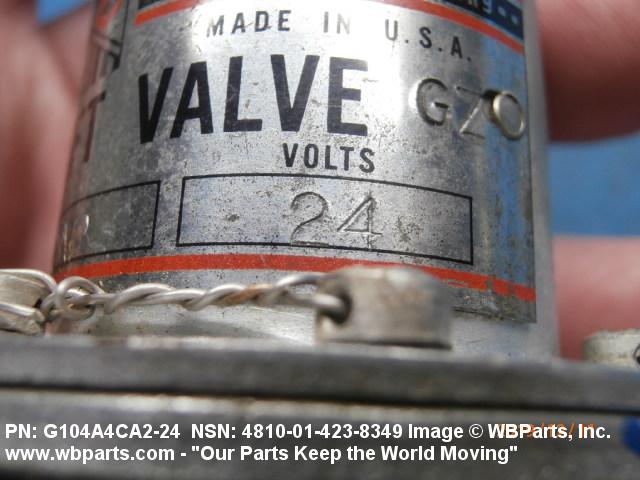 MADE IN U.S.A.
VALVE GZO
VOLTS
24
PN: G104A4CA2-24 NSN: 4810-01-423-8349 Image © WBParts, Inc.
www.wbparts.com - "Our Parts Keep the World Moving"